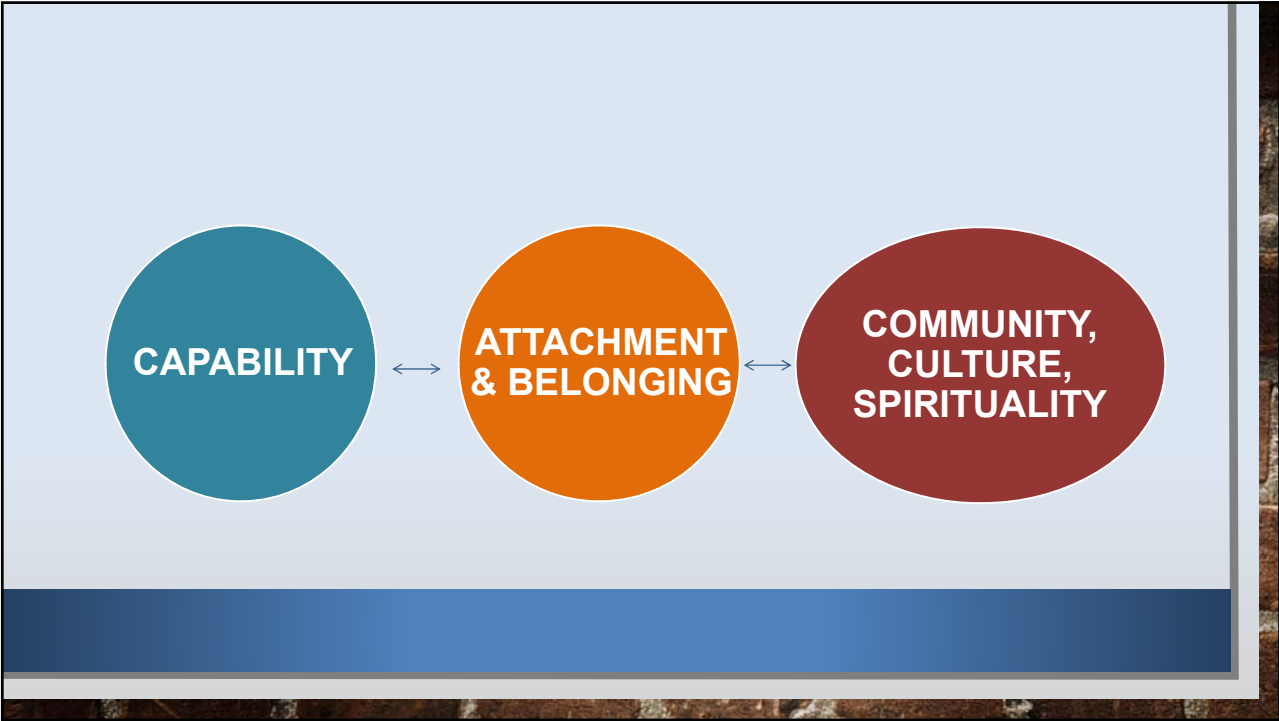 CAPABILITY
ATTACHMENT
& BELONGING
COMMUNITY,
CULTURE,
SPIRITUALITY